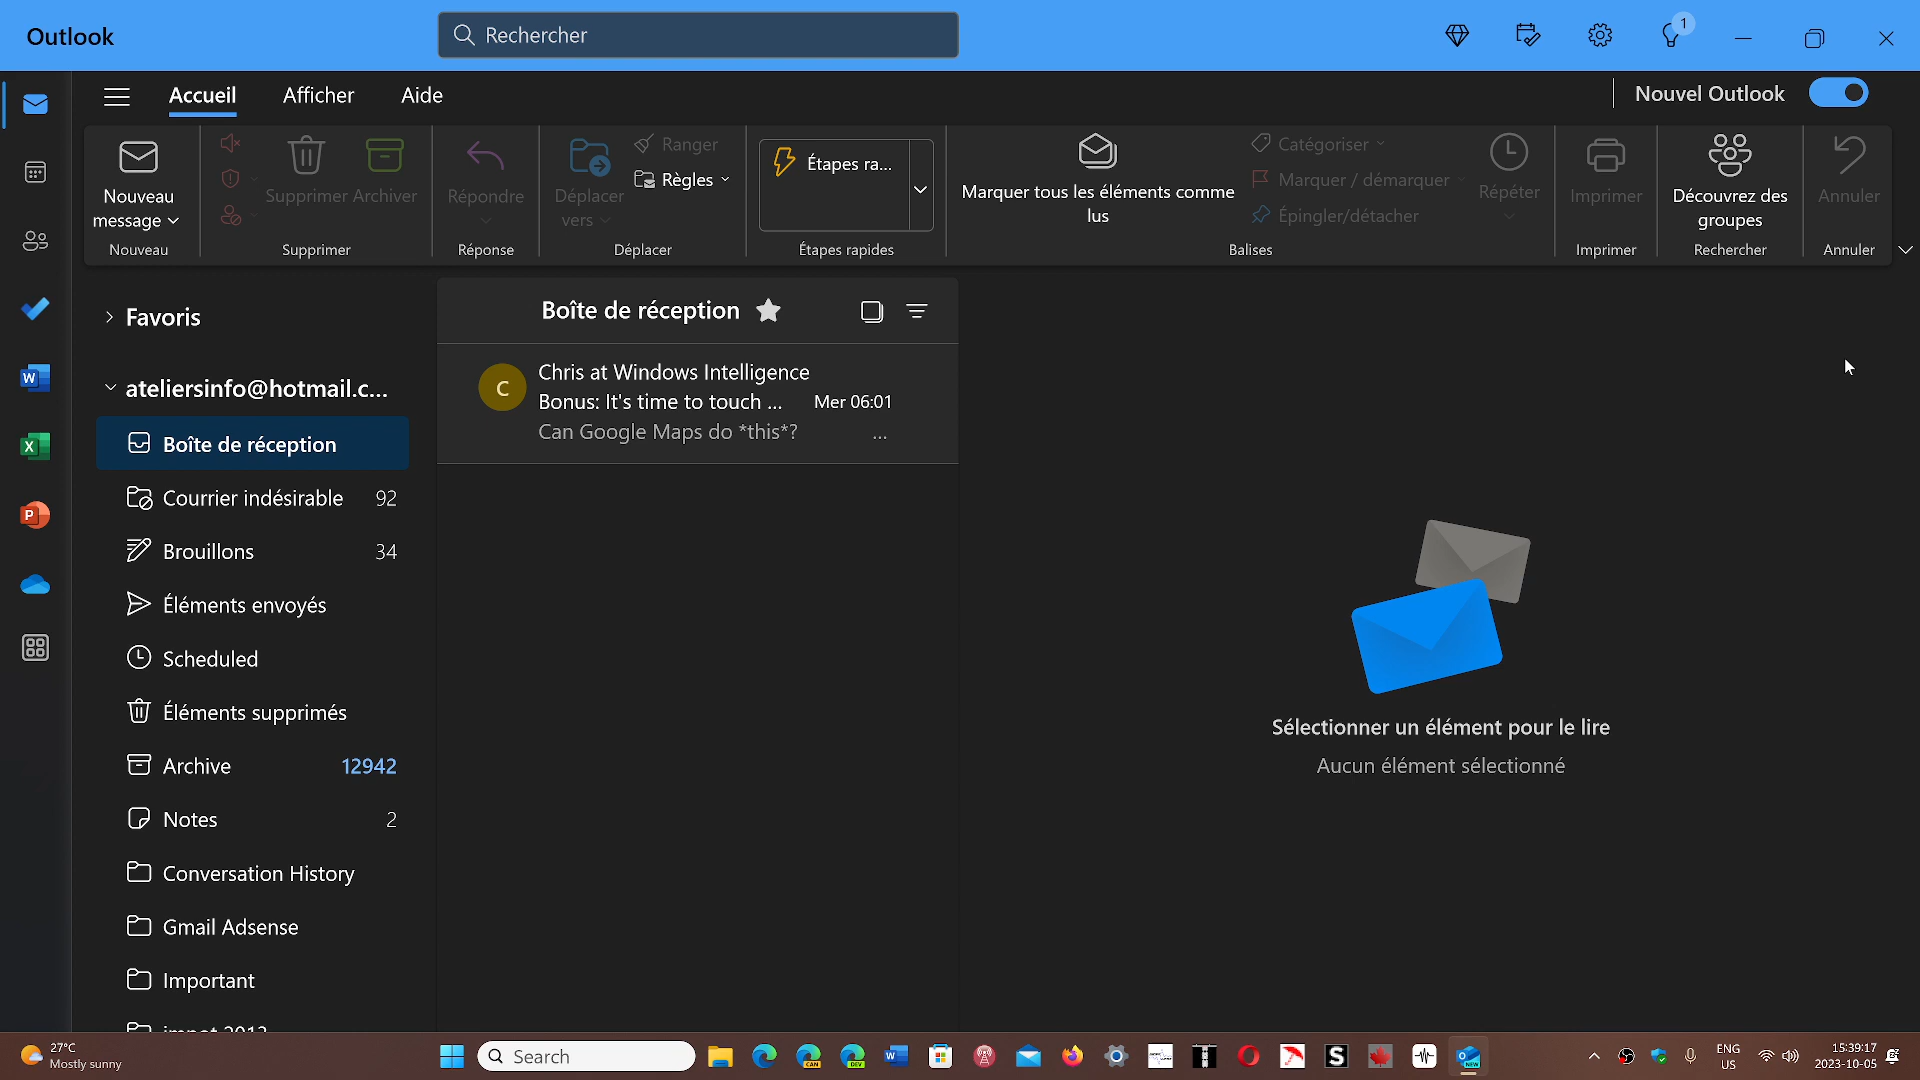 Outlook
Rechercher
1
Accueil
Afficher
Aide
Nouvel Outlook
Nouveau
message
Nouveau
Supprimer
Archiver
Supprimer
Répondre
Réponse
Déplacer
vers
Ranger
Règles
Déplacer
Étapes ra...
Étapes rapides
Marquer tous les éléments comme
lus
Catégoriser
Marquer / démarquer
Épingler/détacher
Répéter
Balises
Imprimer
Imprimer
Découvrez des
groupes
Rechercher
Annuler
Annuler
Favoris
ateliersinfo@hotmail.c...
Boîte de réception
Courrier indésirable 92
Brouillons 34
Éléments envoyés
Scheduled
Éléments supprimés
Archive 12942
Notes 2
Conversation History
Gmail Adsense
Important
Boîte de réception
C
Chris at Windows Intelligence
Bonus: It's time to touch ... Mer 06:01
Can Google Maps do *this*? ...
Sélectionner un élément pour le lire
Aucun élément sélectionné
27°C
Mostly sunny
Search
ENG
US
15:39:17
2023-10-05